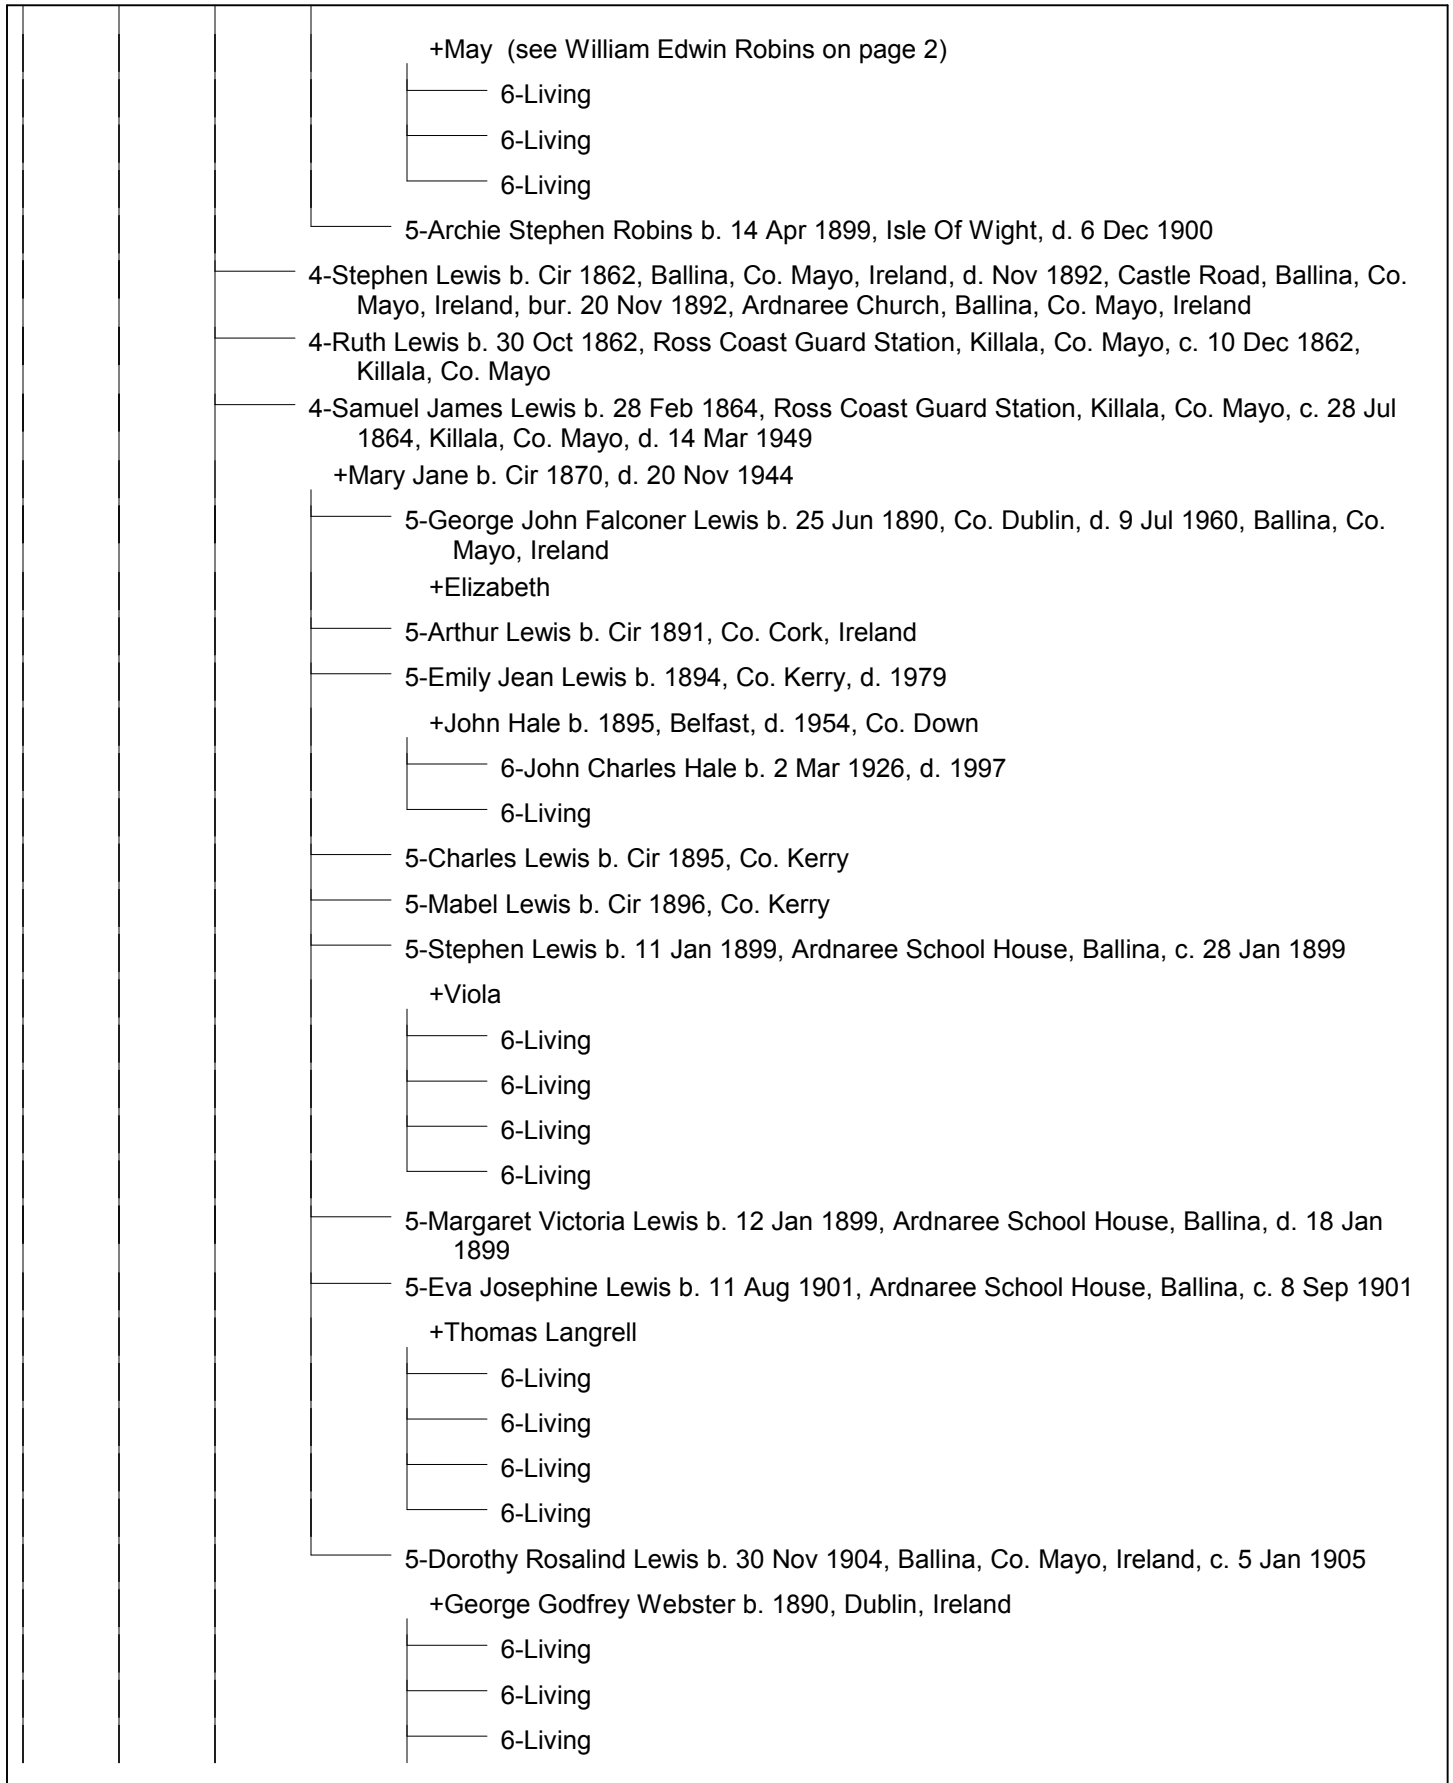 +May  (see William Edwin Robins on page 2)
6-Living
6-Living
6-Living
5-Archie Stephen Robins b. 14 Apr 1899, Isle Of Wight, d. 6 Dec 1900
4-Stephen Lewis b. Cir 1862, Ballina, Co. Mayo, Ireland, d. Nov 1892, Castle Road, Ballina, Co.
Mayo, Ireland, bur. 20 Nov 1892, Ardnaree Church, Ballina, Co. Mayo, Ireland
4-Ruth Lewis b. 30 Oct 1862, Ross Coast Guard Station, Killala, Co. Mayo, c. 10 Dec 1862,
Killala, Co. Mayo
4-Samuel James Lewis b. 28 Feb 1864, Ross Coast Guard Station, Killala, Co. Mayo, c. 28 Jul
1864, Killala, Co. Mayo, d. 14 Mar 1949
+Mary Jane b. Cir 1870, d. 20 Nov 1944
5-George John Falconer Lewis b. 25 Jun 1890, Co. Dublin, d. 9 Jul 1960, Ballina, Co.
Mayo, Ireland
+Elizabeth
5-Arthur Lewis b. Cir 1891, Co. Cork, Ireland
5-Emily Jean Lewis b. 1894, Co. Kerry, d. 1979
+John Hale b. 1895, Belfast, d. 1954, Co. Down
6-John Charles Hale b. 2 Mar 1926, d. 1997
6-Living
5-Charles Lewis b. Cir 1895, Co. Kerry
5-Mabel Lewis b. Cir 1896, Co. Kerry
5-Stephen Lewis b. 11 Jan 1899, Ardnaree School House, Ballina, c. 28 Jan 1899
+Viola
6-Living
6-Living
6-Living
6-Living
5-Margaret Victoria Lewis b. 12 Jan 1899, Ardnaree School House, Ballina, d. 18 Jan
1899
5-Eva Josephine Lewis b. 11 Aug 1901, Ardnaree School House, Ballina, c. 8 Sep 1901
+Thomas Langrell
6-Living
6-Living
6-Living
6-Living
5-Dorothy Rosalind Lewis b. 30 Nov 1904, Ballina, Co. Mayo, Ireland, c. 5 Jan 1905
+George Godfrey Webster b. 1890, Dublin, Ireland
6-Living
6-Living
6-Living